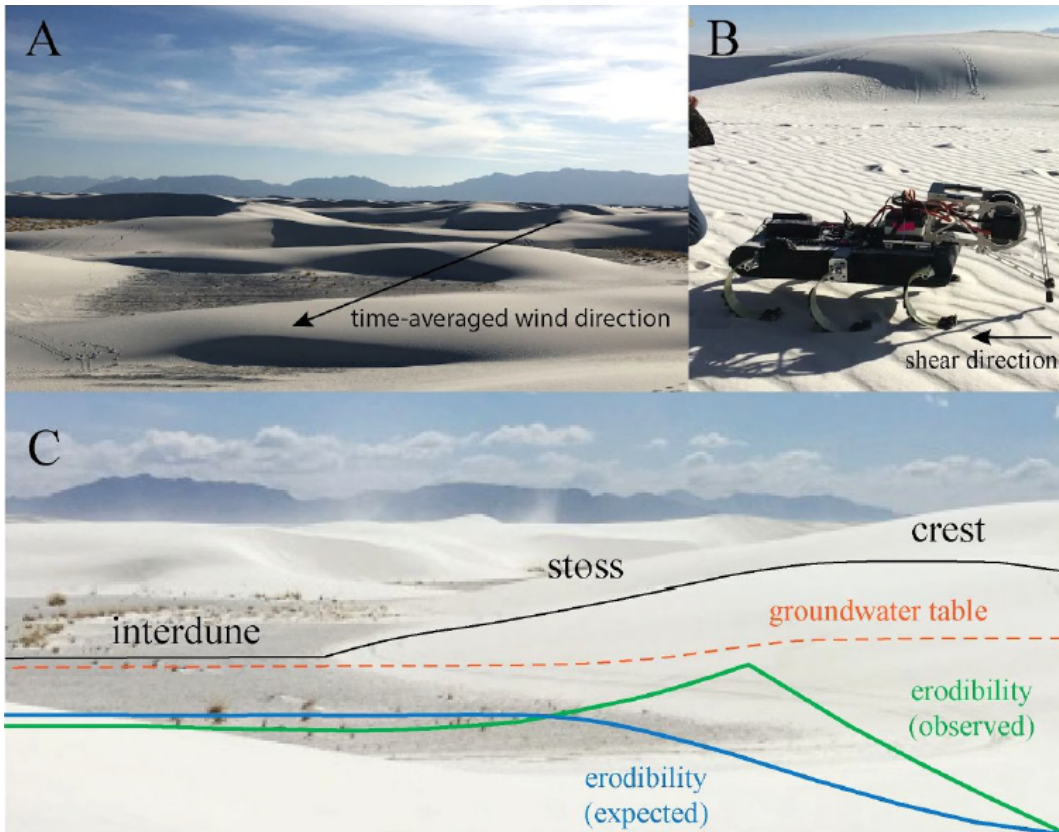 A
B
time-averaged wind direction
shear direction
C
crest
stoss
groundwater table
interdune
erodibility
(observed)
erodibility
(expected)